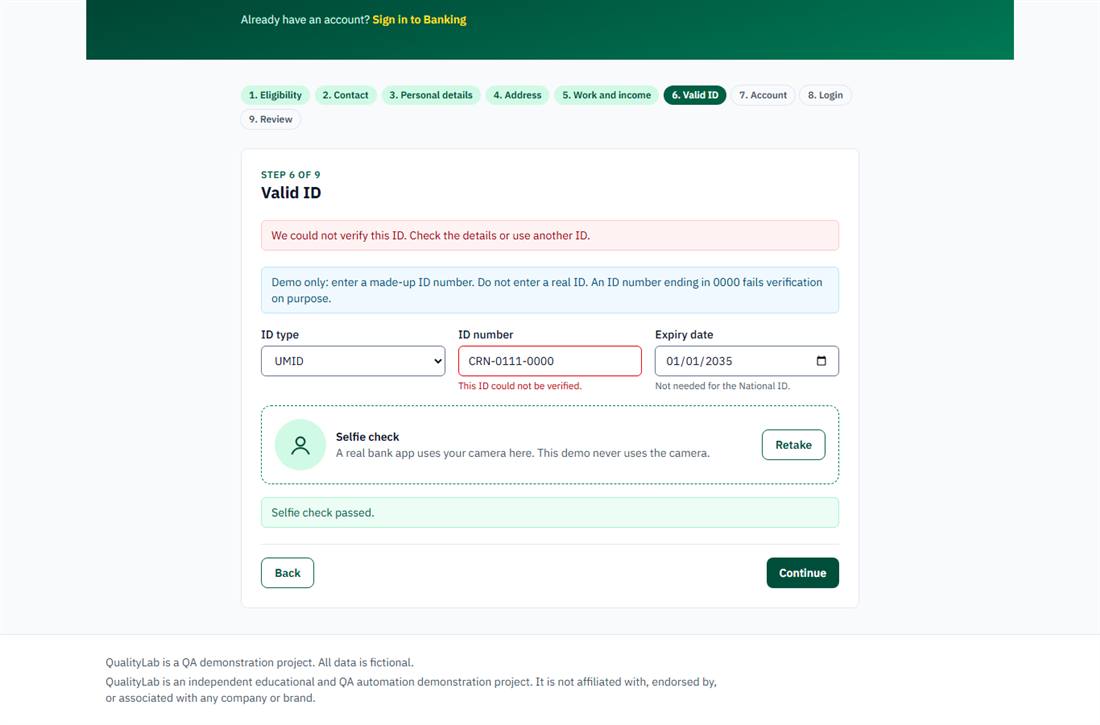 Already have an account? Sign in to Banking
1. Eligibility
2. Contact
3. Personal details
4. Address
5. Work and income
6. Valid ID
7. Account
8. Login
9. Review
STEP 6 OF 9
Valid ID
We could not verify this ID. Check the details or use another ID.
Demo only: enter a made-up ID number. Do not enter a real ID. An ID number ending in 0000 fails verification
on purpose.
ID type
ID number
Expiry date
UMID
CRN-0111-0000
01/01/2035
This ID could not be verified.
Not needed for the National ID.
Selfie check
A real bank app uses your camera here. This demo never uses the camera.
Retake
Selfie check passed.
Back
Continue
QualityLab is a QA demonstration project. All data is fictional.
QualityLab is an independent educational and QA automation demonstration project. It is not affiliated with, endorsed by,
or associated with any company or brand.